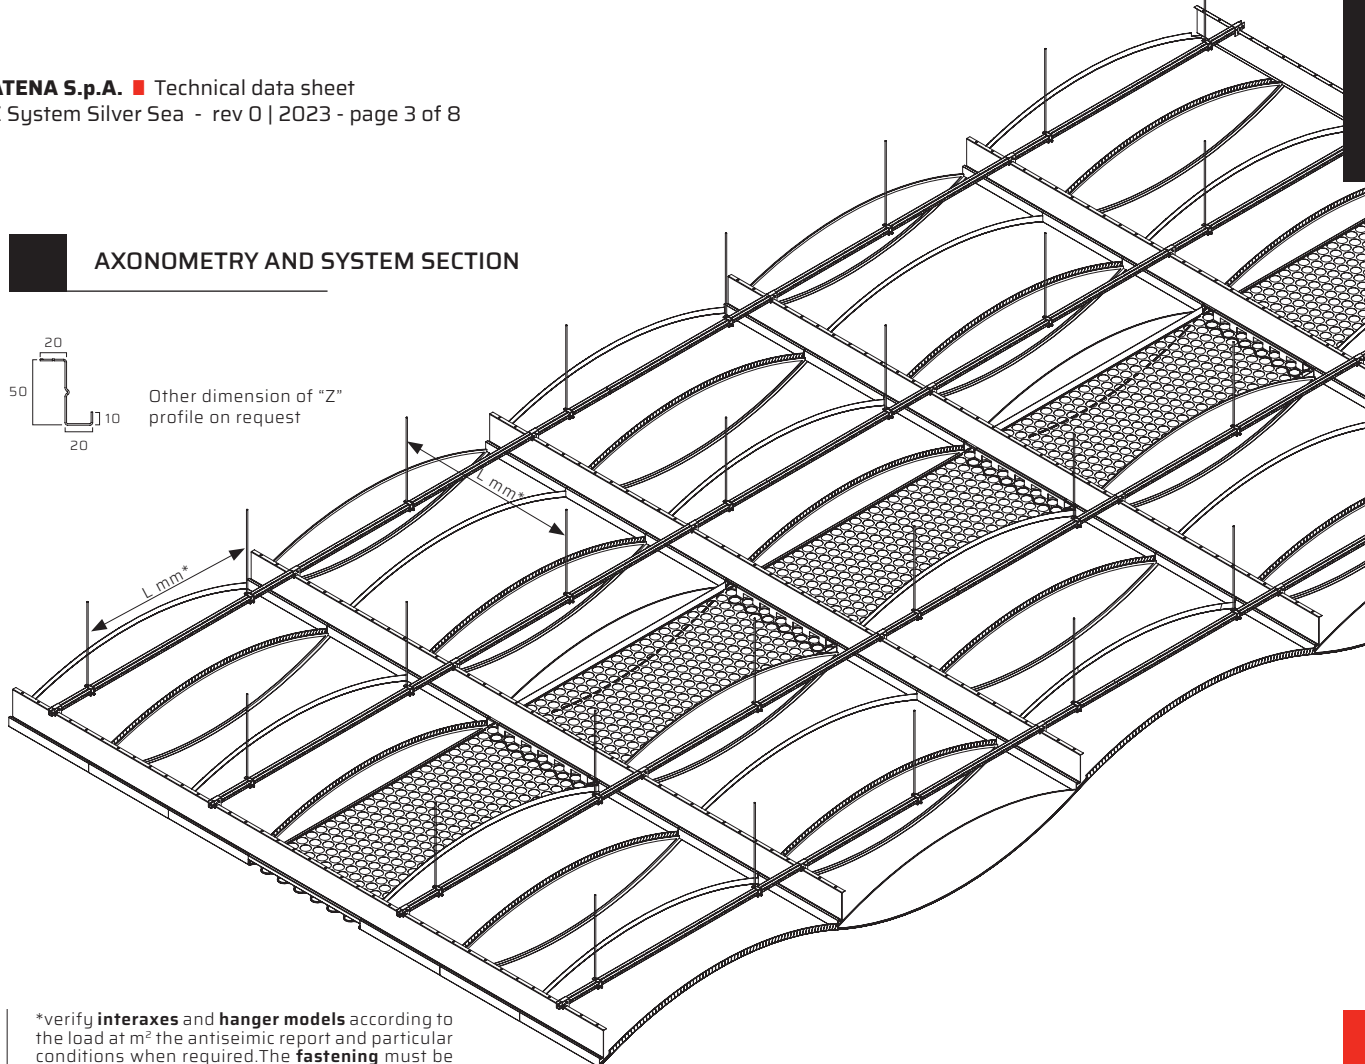 ATENA S.p.A. Technical data sheet
System Silver Sea - rev 0 | 2023 - page 3 of 8
AXONOMETRY AND SYSTEM SECTION
20
50
10
20
Other dimension of “Z”
profile on request
L mm*
L mm*
*verify interaxes and hanger models according to
the load at m² the antiseimic report and particular
conditions when required.The fastening must be